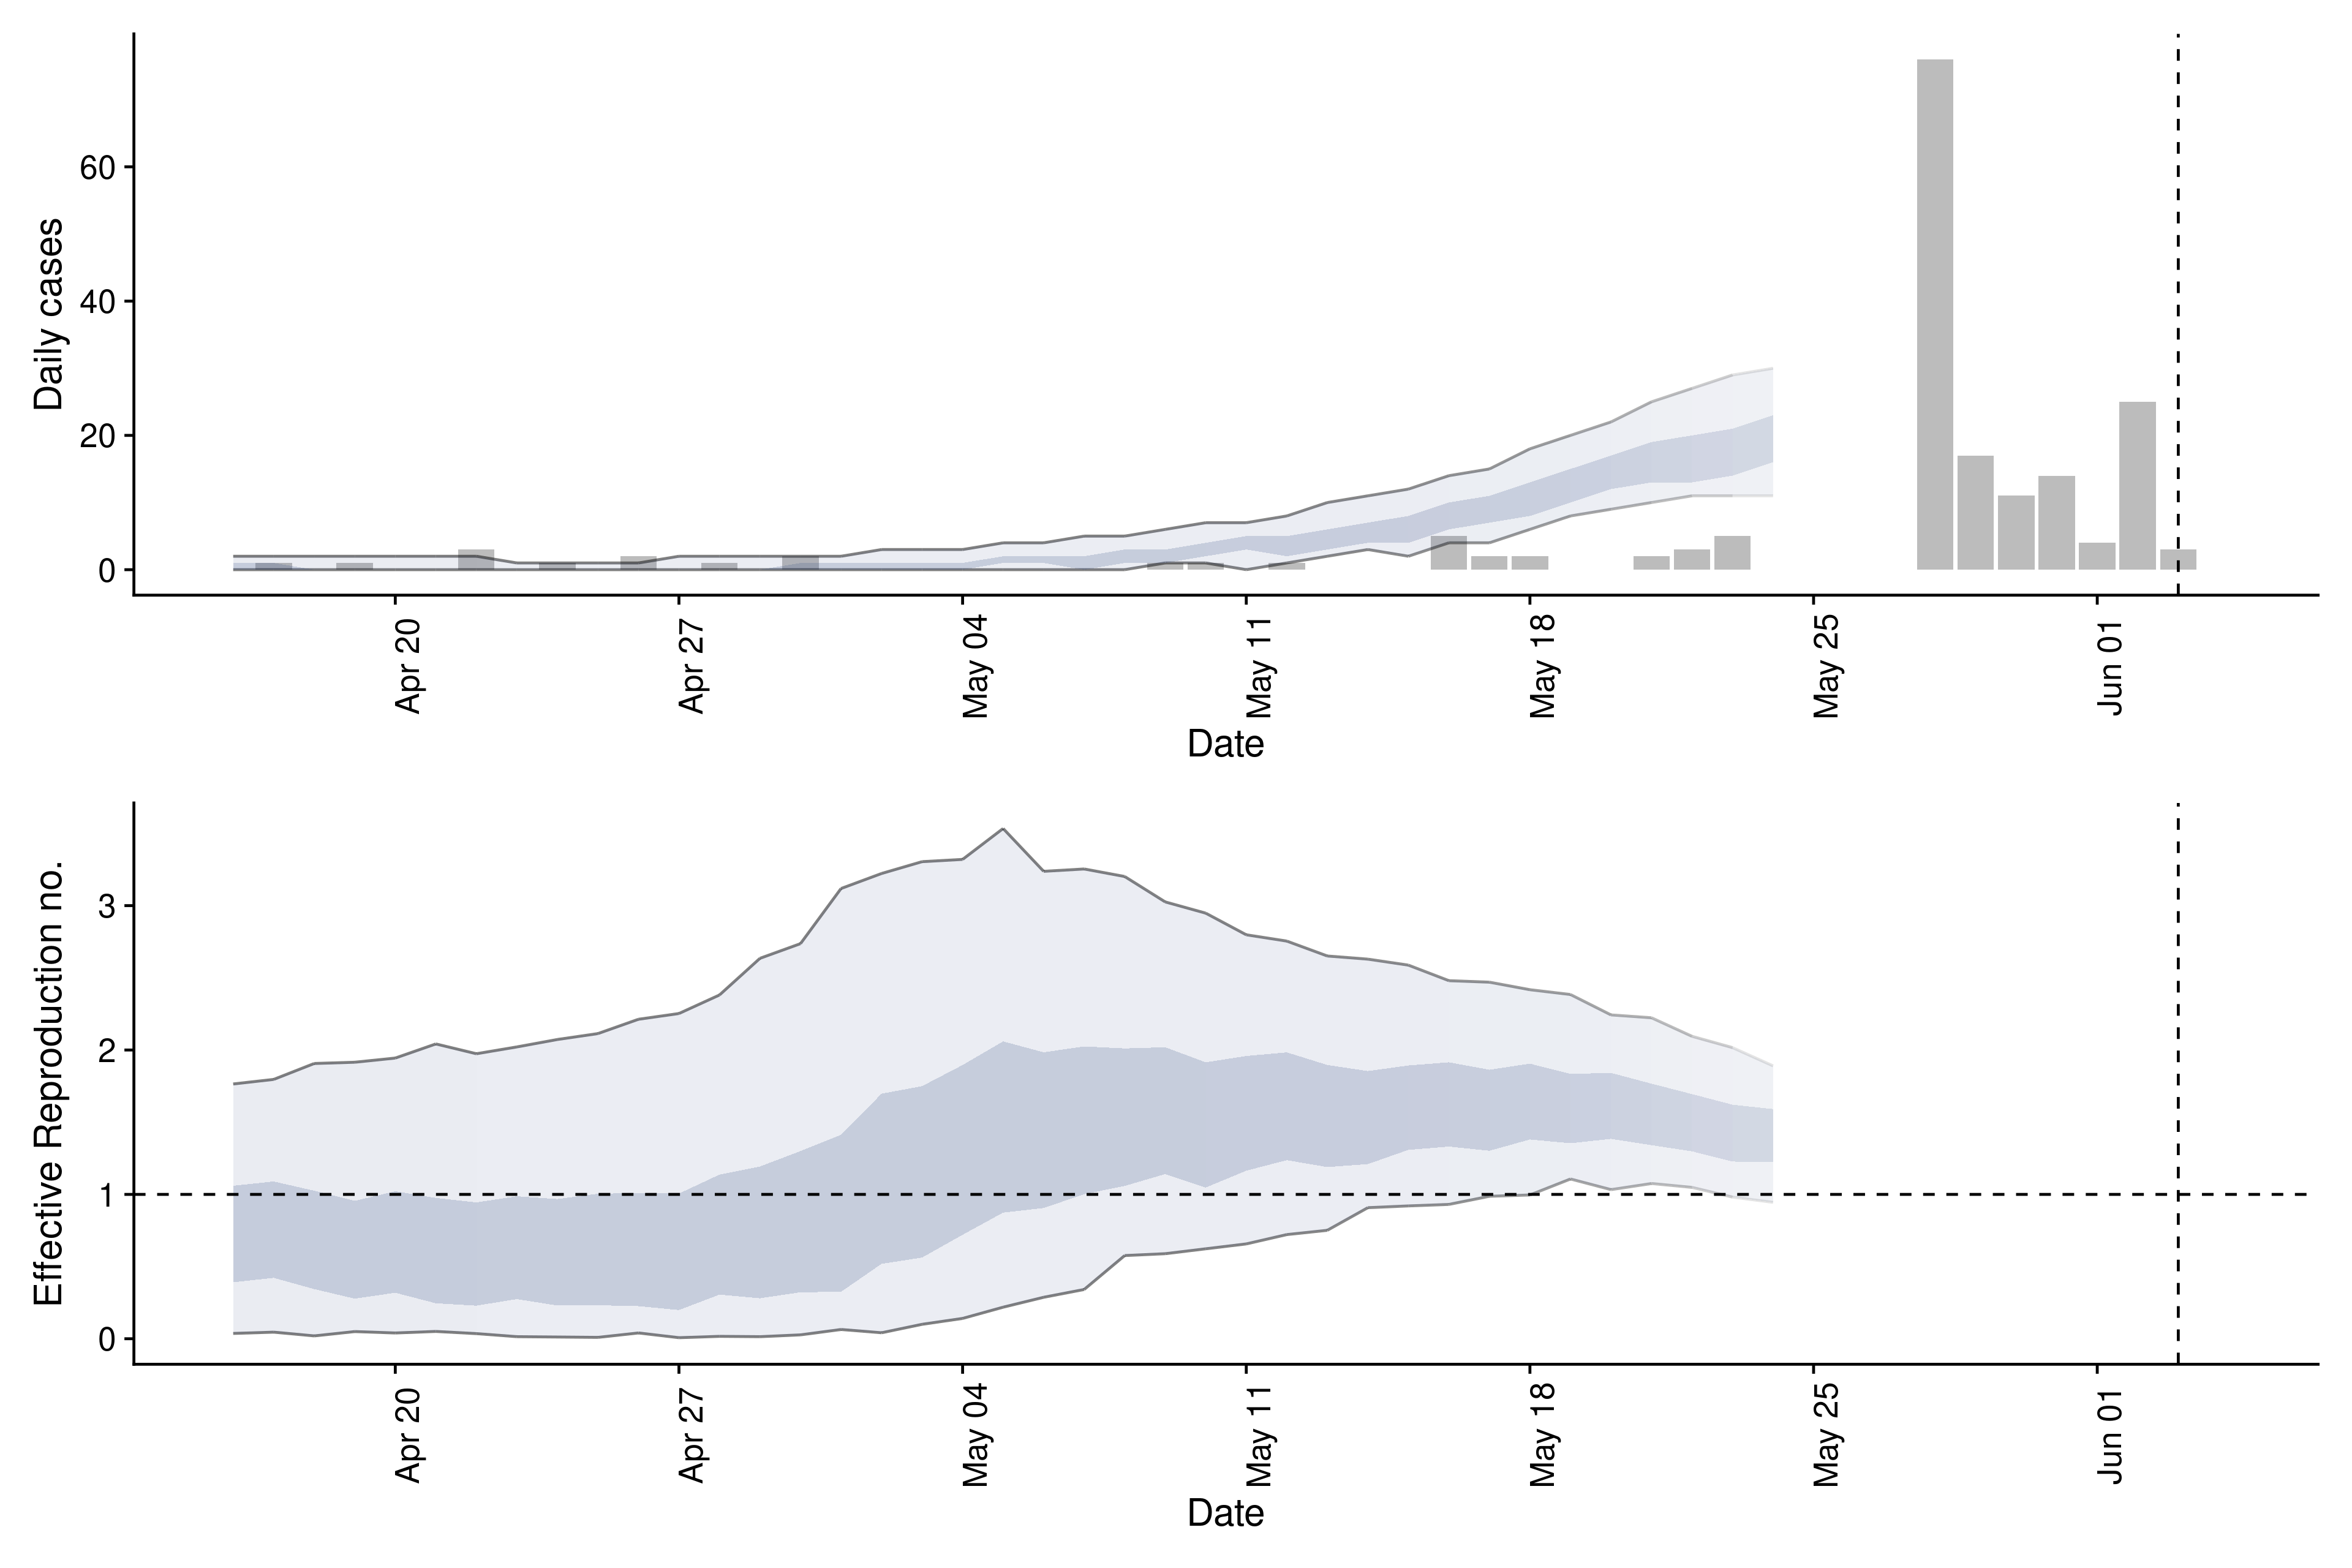 Daily cases
60
40
20
0
Apr 20
Apr 27
May 04
May 11
May 18
May 25
Jun 01
Date
Effective Reproduction no.
3
2
1
0
Apr 20
Apr 27
May 04
May 11
May 18
May 25
Jun 01
Date